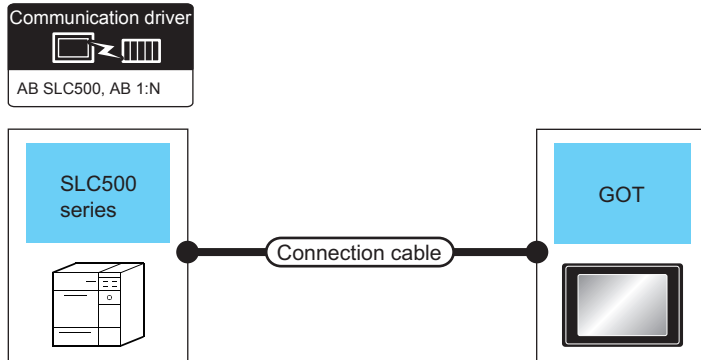 Communication driver
AB SLC500, AB 1:N
SLC500
series
Connection cable
GOT